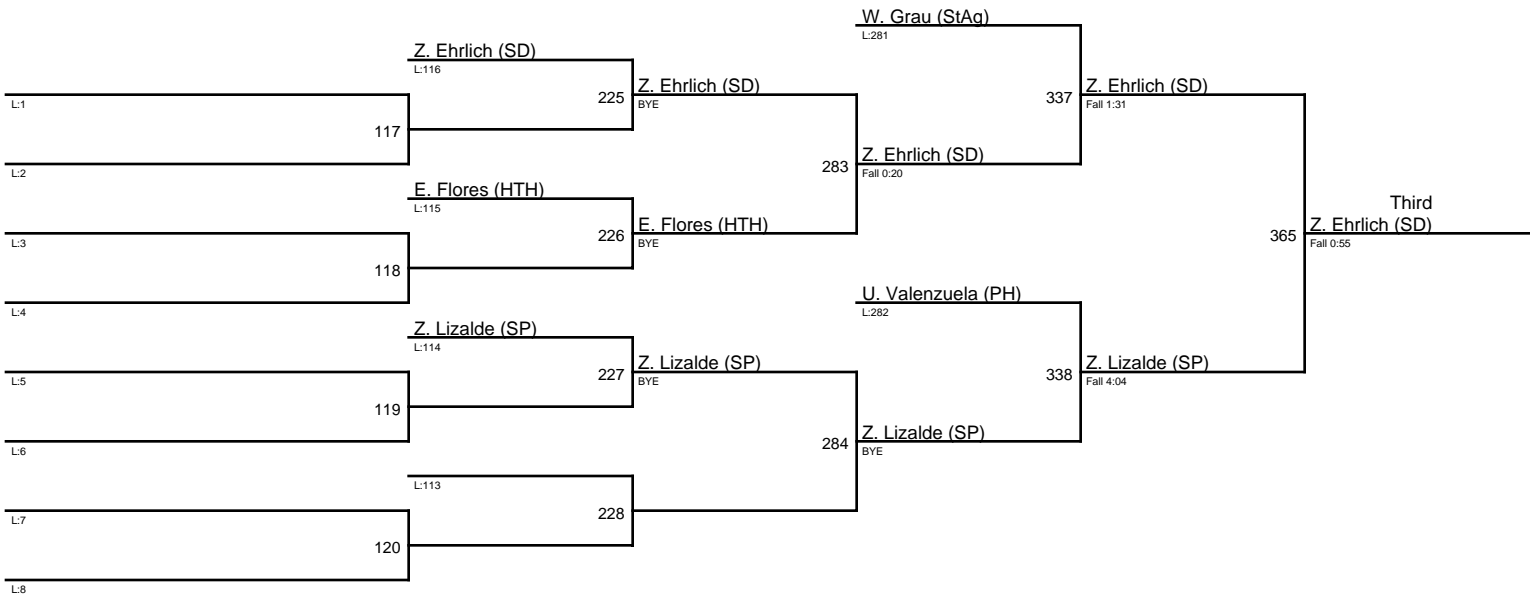 W. Grau (StAg)
L:281
Z. Ehrlich (SD)
L:116
225
Z. Ehrlich (SD)
BYE
337
Z. Ehrlich (SD)
Fall 1:31
L:1
117
L:2
283
Z. Ehrlich (SD)
Fall 0:20
E. Flores (HTH)
L:115
226
E. Flores (HTH)
BYE
Third
365
Z. Ehrlich (SD)
Fall 0:55
L:3
118
L:4
U. Valenzuela (PH)
L:282
Z. Lizalde (SP)
L:114
227
Z. Lizalde (SP)
BYE
338
Z. Lizalde (SP)
Fall 4:04
L:5
119
L:6
284
Z. Lizalde (SP)
BYE
L:113
228
L:7
120
L:8